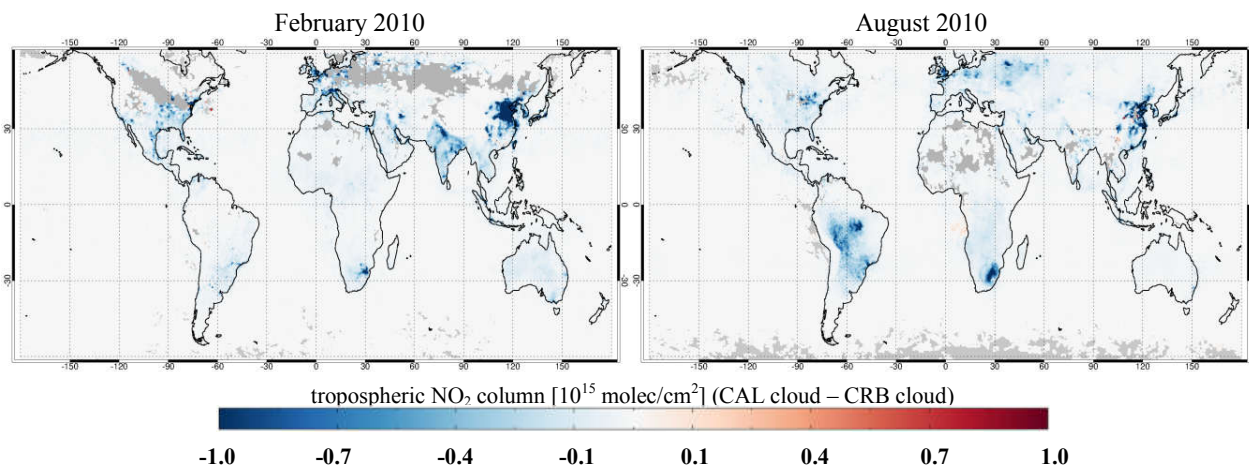 February 2010 August 2010
-150 -120 -90 -60 -30 0 30 60 90 120 150 -150 -120 -90 -60 -30 0 30 60 90 120 150
30 30
0 0 0 0
-30 -30
-150 -120 -90 -60 -30 0 30 60 90 120 150 -150 -120 -90 -60 -30 0 30 60 90 120 150
tropospheric NO₂ column [10¹⁵ molec/cm²] (CAL cloud – CRB cloud)
-1.0 -0.7 -0.4 -0.1 0.1 0.4 0.7 1.0